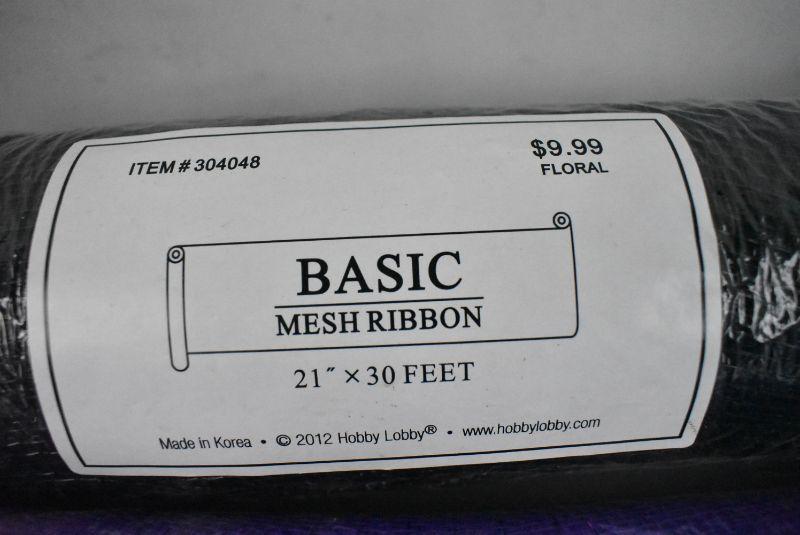 ITEM # 304048
$9.99
FLORAL
BASIC
MESH RIBBON
21″ × 30 FEET
Made in Korea • © 2012 Hobby Lobby® • www.hobbylobby.com